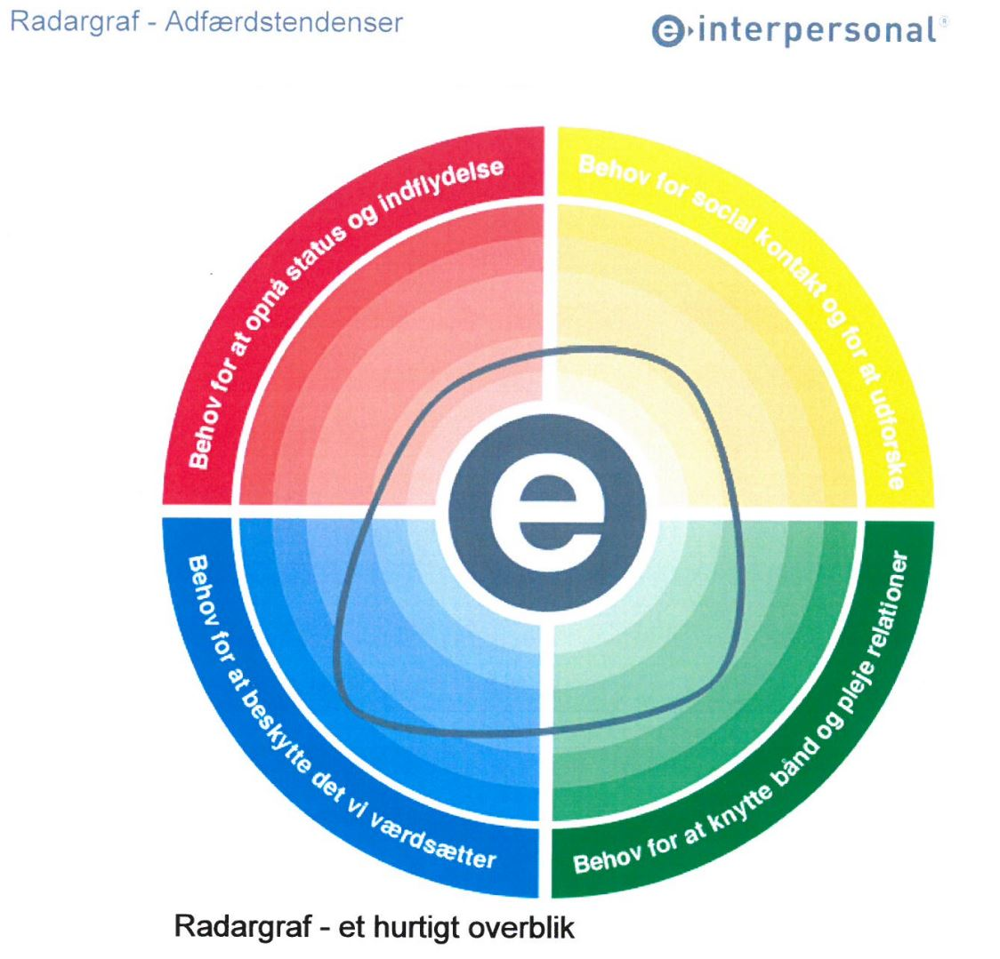 Radargraf - Adfærdstendenser
e interpersonal®
Behov for at opnå status og indflydelse
Behov for social kontakt og for at udforske
e
Behov for at beskytte det vi værdsætter
Behov for at knytte bånd og pleje relationer
Radargraf - et hurtigt overblik